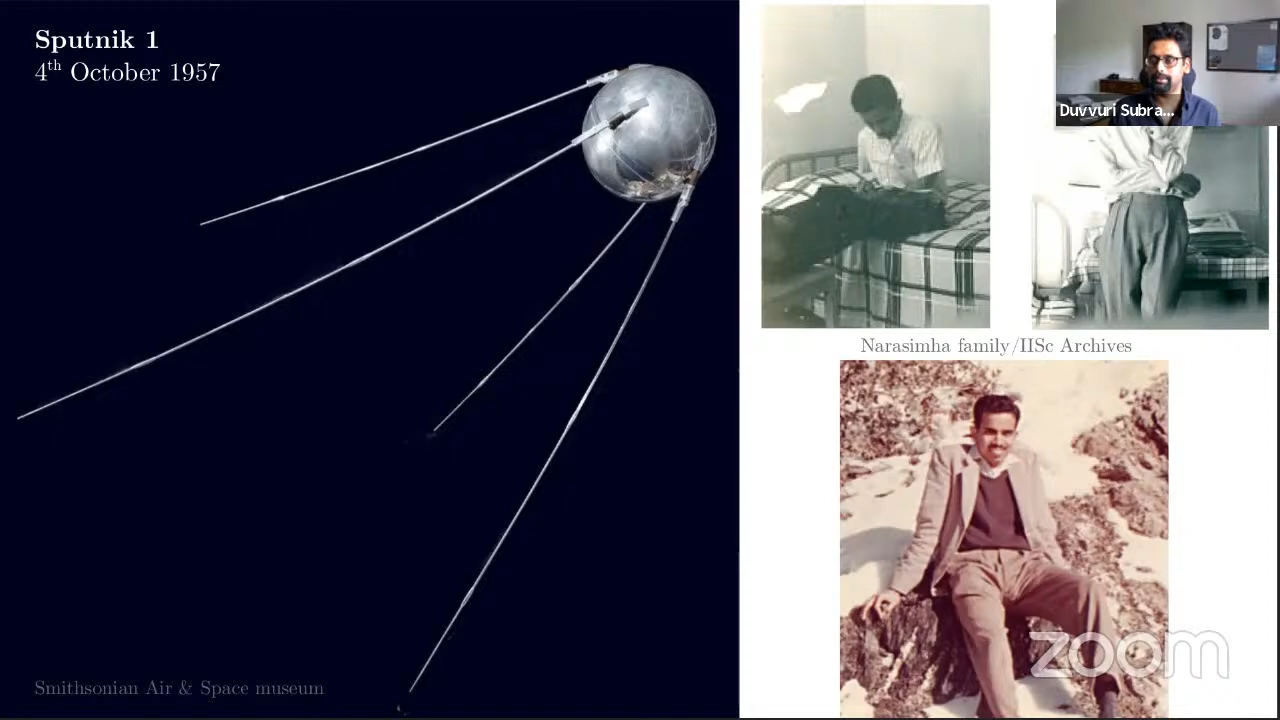 Sputnik 1
4th October 1957
Duvvuri Subra...
Narasimha family/IISc Archives
zoom
Smithsonian Air & Space museum